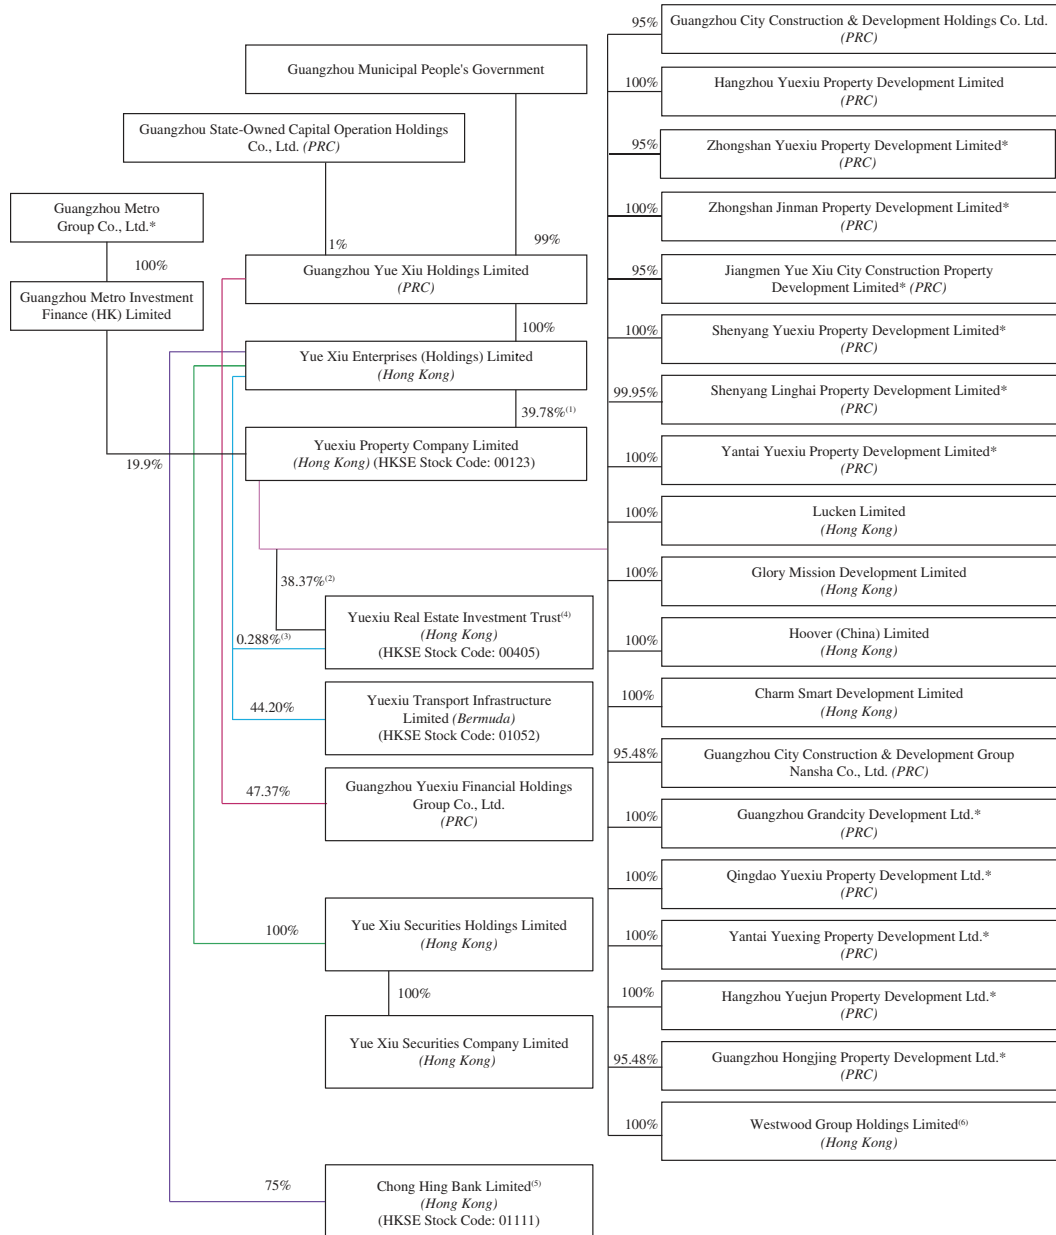 Guangzhou Municipal People's Government
Guangzhou State-Owned Capital Operation Holdings
Co., Ltd. (PRC)
Guangzhou Metro
Group Co., Ltd.*
1%
99%
100%
Guangzhou Yue Xiu Holdings Limited
(PRC)
Guangzhou Metro Investment
Finance (HK) Limited
100%
Yue Xiu Enterprises (Holdings) Limited
(Hong Kong)
39.78%(1)
Yuexiu Property Company Limited
(Hong Kong) (HKSE Stock Code: 00123)
19.9%
38.37%(2)
Yuexiu Real Estate Investment Trust(4)
(Hong Kong)
(HKSE Stock Code: 00405)
0.288%(3)
44.20%
Yuexiu Transport Infrastructure
Limited (Bermuda)
(HKSE Stock Code: 01052)
47.37%
Guangzhou Yuexiu Financial Holdings
Group Co., Ltd.
(PRC)
100%
Yue Xiu Securities Holdings Limited
(Hong Kong)
100%
Yue Xiu Securities Company Limited
(Hong Kong)
75%
Chong Hing Bank Limited(5)
(Hong Kong)
(HKSE Stock Code: 01111)
95%
Guangzhou City Construction & Development Holdings Co. Ltd.
(PRC)
100%
Hangzhou Yuexiu Property Development Limited
(PRC)
95%
Zhongshan Yuexiu Property Development Limited*
(PRC)
100%
Zhongshan Jinman Property Development Limited*
(PRC)
95%
Jiangmen Yue Xiu City Construction Property
Development Limited* (PRC)
100%
Shenyang Yuexiu Property Development Limited*
(PRC)
99.95%
Shenyang Linghai Property Development Limited*
(PRC)
100%
Yantai Yuexiu Property Development Limited*
(PRC)
100%
Lucken Limited
(Hong Kong)
100%
Glory Mission Development Limited
(Hong Kong)
100%
Hoover (China) Limited
(Hong Kong)
100%
Charm Smart Development Limited
(Hong Kong)
95.48%
Guangzhou City Construction & Development Group
Nansha Co., Ltd. (PRC)
100%
Guangzhou Grandcity Development Ltd.*
(PRC)
100%
Qingdao Yuexiu Property Development Ltd.*
(PRC)
100%
Yantai Yuexing Property Development Ltd.*
(PRC)
100%
Hangzhou Yuejun Property Development Ltd.*
(PRC)
95.48%
Guangzhou Hongjing Property Development Ltd.*
(PRC)
100%
Westwood Group Holdings Limited(6)
(Hong Kong)